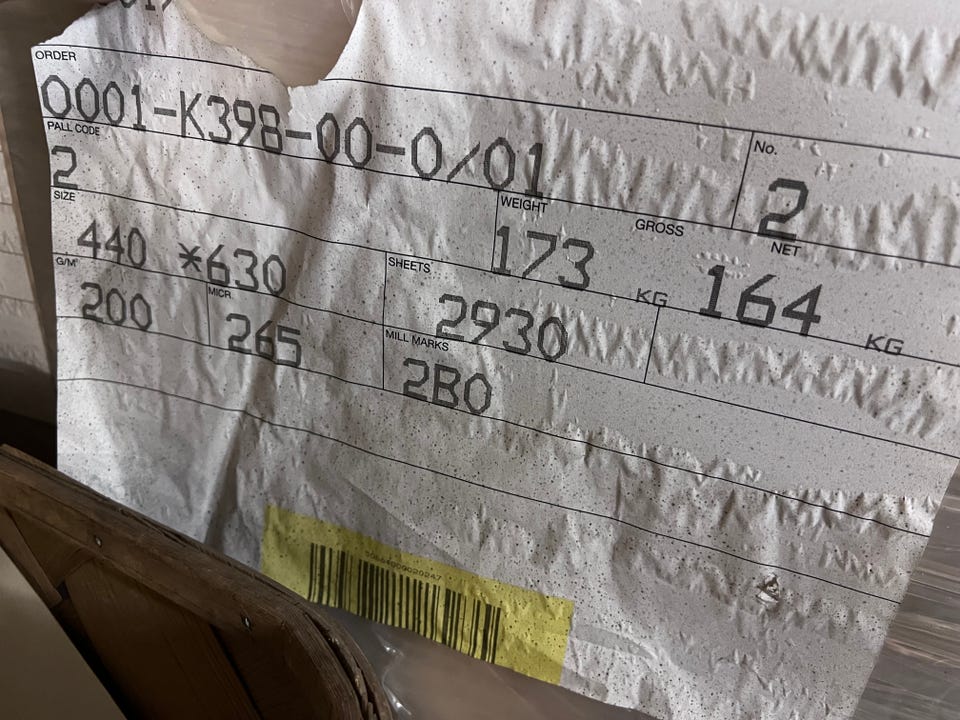 ORDER
0001-K398-00-0/01
No.
2
PALL CODE
2
WEIGHT GROSS NET
173 KG 164 KG
SIZE
440 *630
SHEETS
2930
G/M²
200
MICR
265
MILL MARKS
2B0